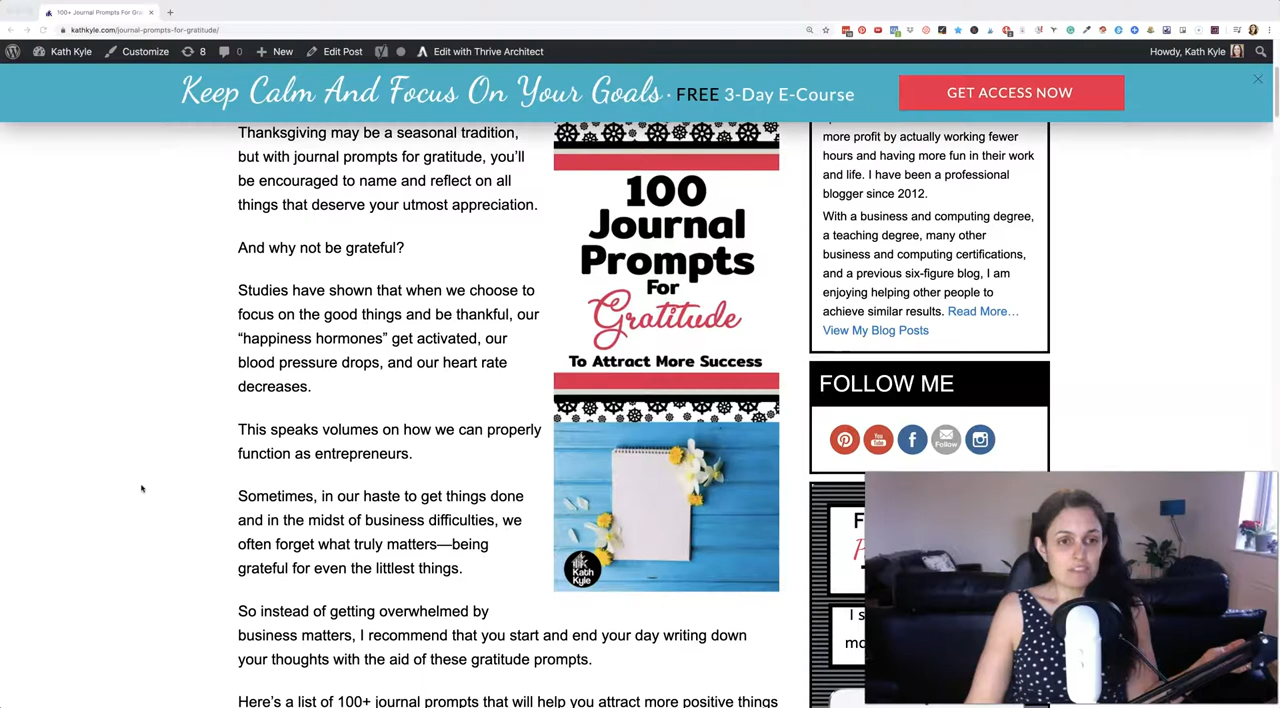 100+ Journal Prompts For Gra
kathkyle.com/journal-prompts-for-gratitude/
Kath Kyle
Customize
8
0
New
Edit Post
Edit with Thrive Architect
Howdy, Kath Kyle
Keep Calm And Focus On Your Goals · FREE 3-Day E-Course
GET ACCESS NOW
Thanksgiving may be a seasonal tradition,
but with journal prompts for gratitude, you’ll
be encouraged to name and reflect on all
things that deserve your utmost appreciation.
And why not be grateful?
Studies have shown that when we choose to
focus on the good things and be thankful, our
“happiness hormones” get activated, our
blood pressure drops, and our heart rate
decreases.
This speaks volumes on how we can properly
function as entrepreneurs.
Sometimes, in our haste to get things done
and in the midst of business difficulties, we
often forget what truly matters—being
grateful for even the littlest things.
So instead of getting overwhelmed by
business matters, I recommend that you start and end your day writing down
your thoughts with the aid of these gratitude prompts.
Here’s a list of 100+ journal prompts that will help you attract more positive things
100
Journal
Prompts
For
Gratitude
To Attract More Success
Kath
Kyle
more profit by actually working fewer
hours and having more fun in their work
and life. I have been a professional
blogger since 2012.
With a business and computing degree,
a teaching degree, many other
business and computing certifications,
and a previous six-figure blog, I am
enjoying helping other people to
achieve similar results. Read More…
View My Blog Posts
FOLLOW ME
You
Tube
Follow
F
P
I s
mo